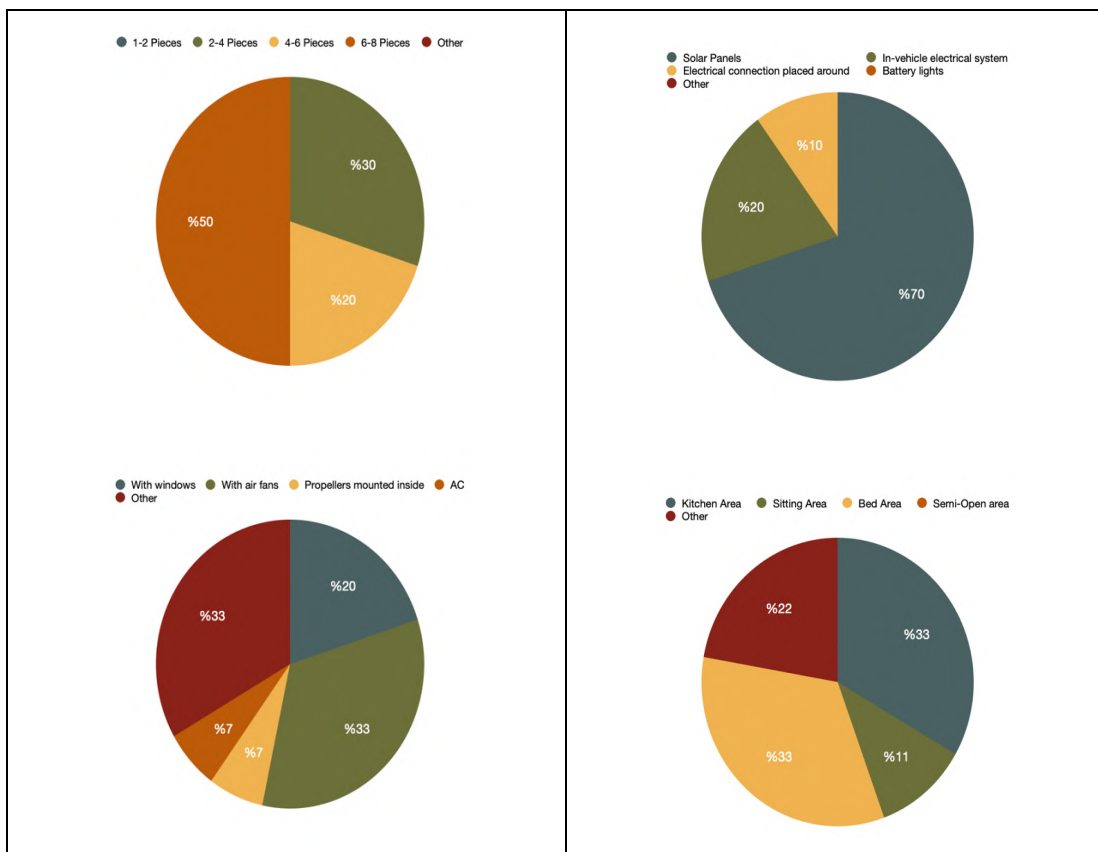 1-2 Pieces 2-4 Pieces 4-6 Pieces 6-8 Pieces Other
%30
%50
%20
Solar Panels In-vehicle electrical system
Electrical connection placed around Battery lights
Other
%10
%20
%70
With windows With air fans Propellers mounted inside AC
Other
%20
%33
%7
%7
%33
Kitchen Area Sitting Area Bed Area Semi-Open area
Other
%22
%33
%33
%11